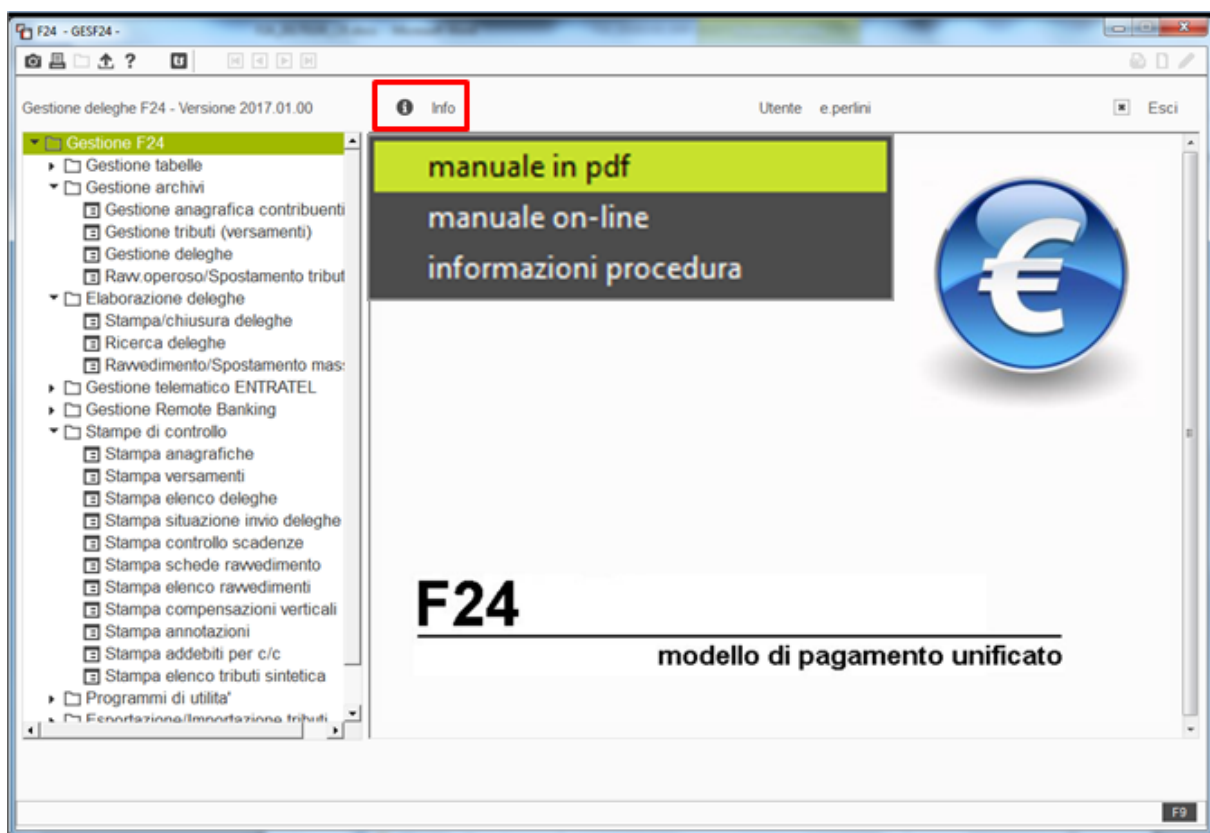 F24 - GESF24 -
?
Gestione deleghe F24 - Versione 2017.01.00
Info
Utente e.perlini
Esci
Gestione F24
Gestione tabelle
Gestione archivi
Gestione anagrafica contribuenti
Gestione tributi (versamenti)
Gestione deleghe
Ravv.operoso/Spostamento tribut
Elaborazione deleghe
Stampa/chiusura deleghe
Ricerca deleghe
Ravvedimento/Spostamento mas
Gestione telematico ENTRATEL
Gestione Remote Banking
Stampe di controllo
Stampa anagrafiche
Stampa versamenti
Stampa elenco deleghe
Stampa situazione invio deleghe
Stampa controllo scadenze
Stampa schede ravvedimento
Stampa elenco ravvedimenti
Stampa compensazioni verticali
Stampa annotazioni
Stampa addebiti per c/c
Stampa elenco tributi sintetica
Programmi di utilita'
Esportazione/Importazione tributi
manuale in pdf
manuale on-line
informazioni procedura
€
F24
modello di pagamento unificato
F9